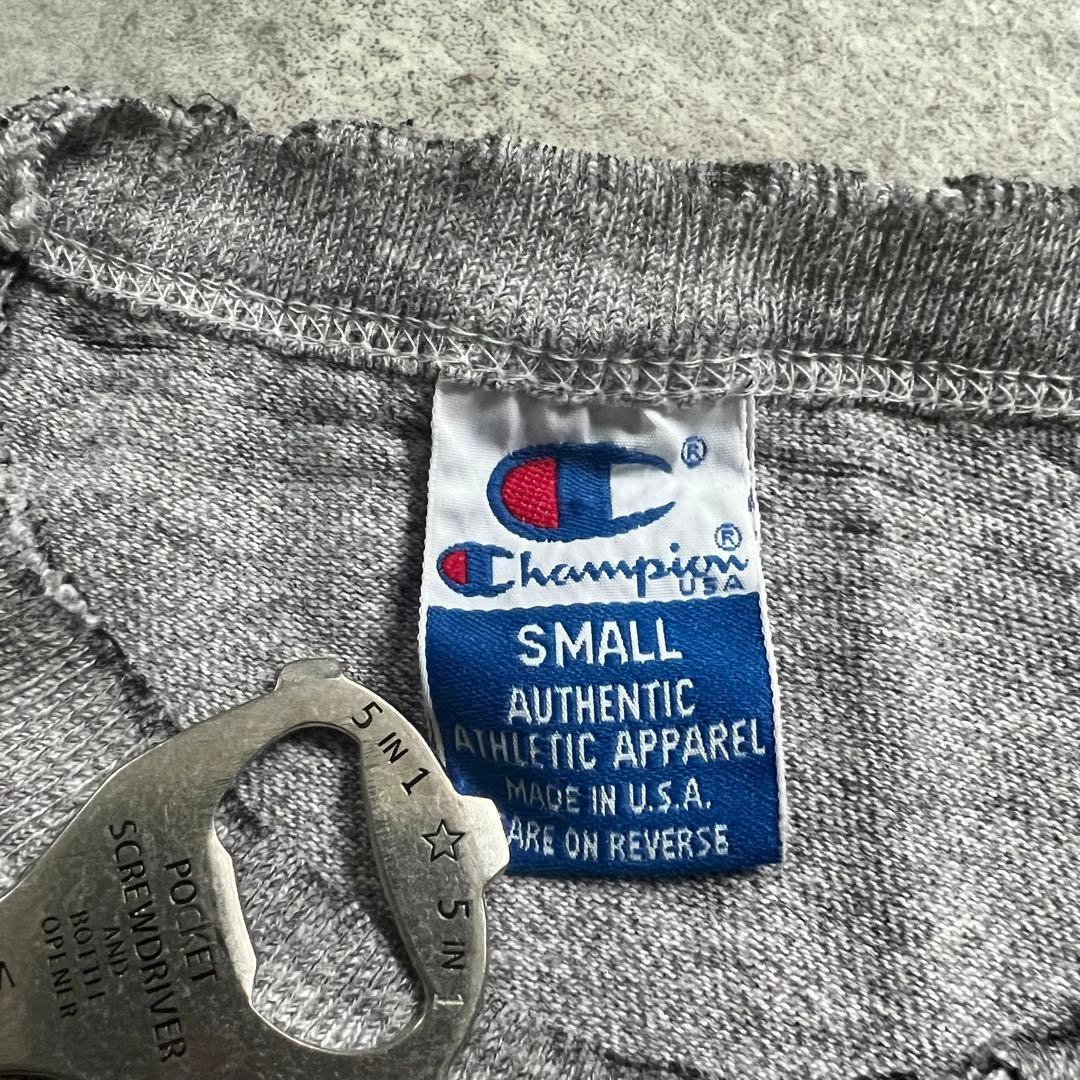 ®
Champion®
USA
SMALL
AUTHENTIC
ATHLETIC APPAREL
MADE IN U.S.A.
ARE ON REVERSE
5 IN 1
☆
5 IN 1
POCKET
SCREWDRIVER
AND
BOTTLE
OPENER